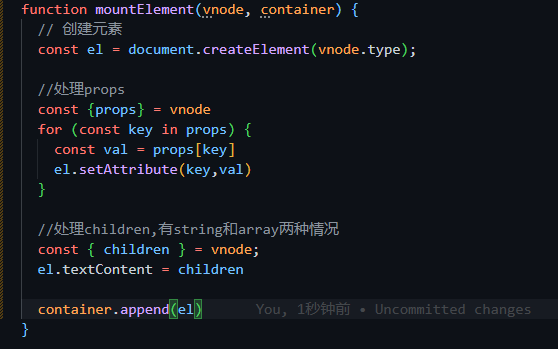 function mountElement(vnode, container) {
// 创建元素
const el = document.createElement(vnode.type);
//处理props
const {props} = vnode
for (const key in props) {
const val = props[key]
el.setAttribute(key,val)
}
//处理children,有string和array两种情况
const { children } = vnode;
el.textContent = children
container.append(el) You, 1秒钟前 • Uncommitted changes
}